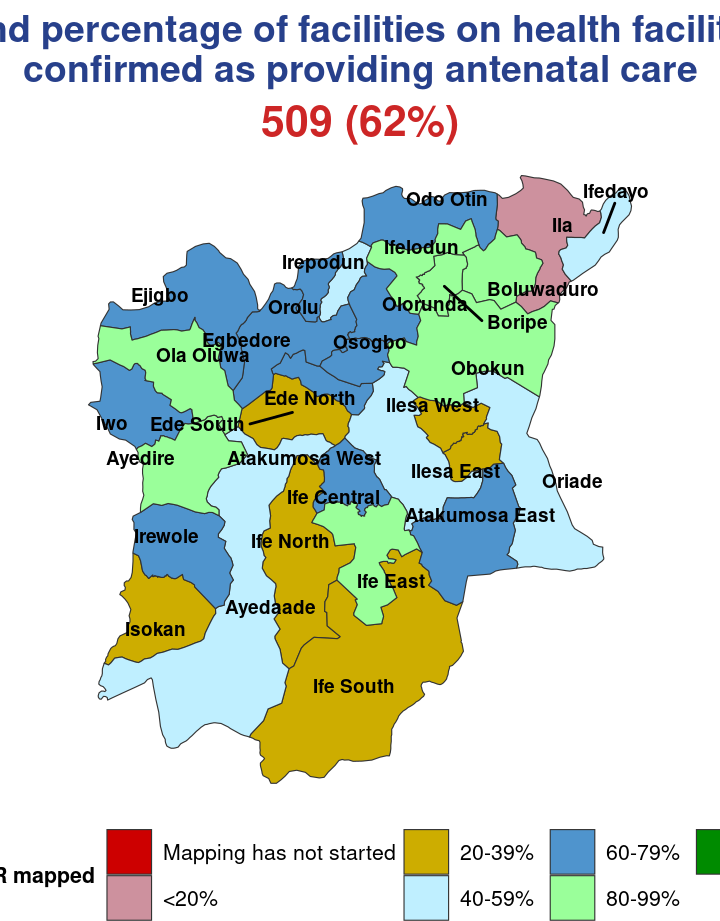 nd percentage of facilities on health facilit
confirmed as providing antenatal care
509 (62%)
Ifedayo
Odo Otin
Ila
Ifelodun
Irepodun
Boluwaduro
Ejigbo
Orolu
Olorunda
Boripe
Egbedore
Osogbo
Ola Oluwa
Obokun
Ede North
Ilesa West
Iwo
Ede South
Ayedire
Atakumosa West
Ilesa East
Oriade
Ife Central
Atakumosa East
Irewole
Ife North
Ife East
Ayedaade
Isokan
Ife South
R mapped
Mapping has not started
<20%
20-39%
40-59%
60-79%
80-99%